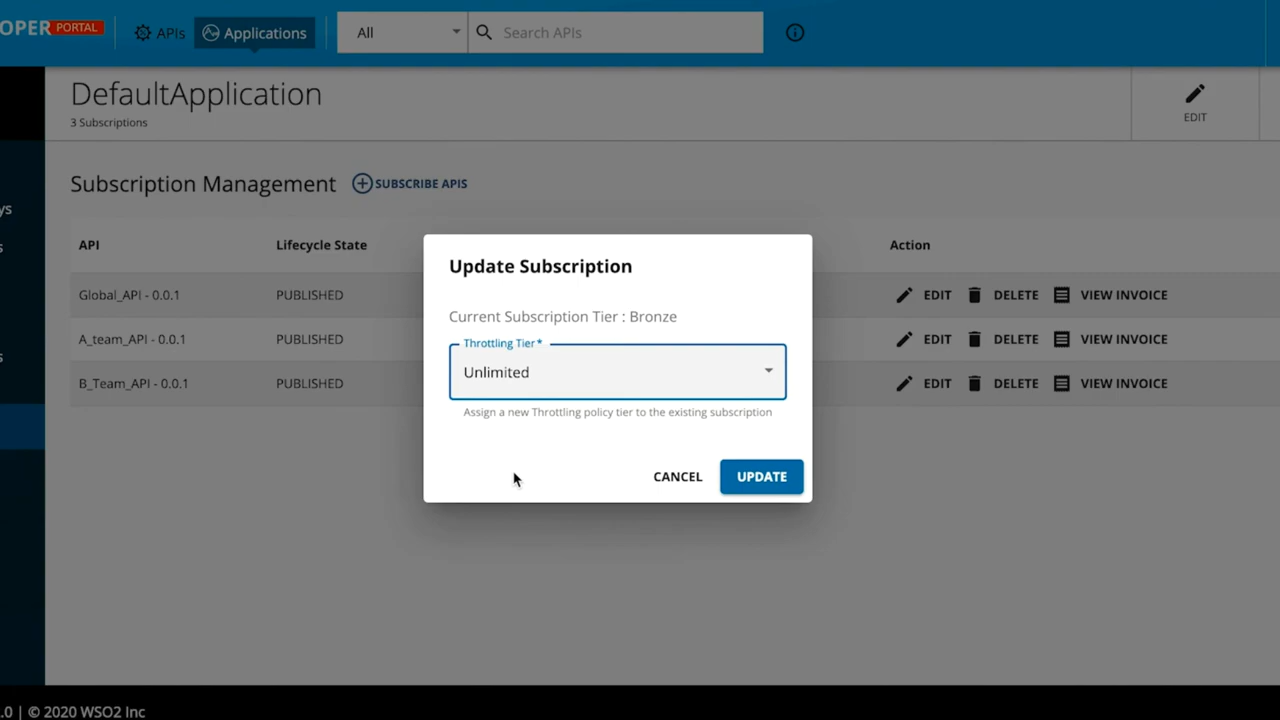 OPER PORTAL APIs Applications All Search APIs
DefaultApplication
3 Subscriptions
EDIT
Subscription Management SUBSCRIBE APIS
ys
s
s
API Lifecycle State Action
Global_API - 0.0.1 PUBLISHED EDIT DELETE VIEW INVOICE
A_team_API - 0.0.1 PUBLISHED EDIT DELETE VIEW INVOICE
B_Team_API - 0.0.1 PUBLISHED EDIT DELETE VIEW INVOICE
Update Subscription
Current Subscription Tier : Bronze
Throttling Tier *
Unlimited
Assign a new Throttling policy tier to the existing subscription
CANCEL UPDATE
.0 | © 2020 WSO2 Inc